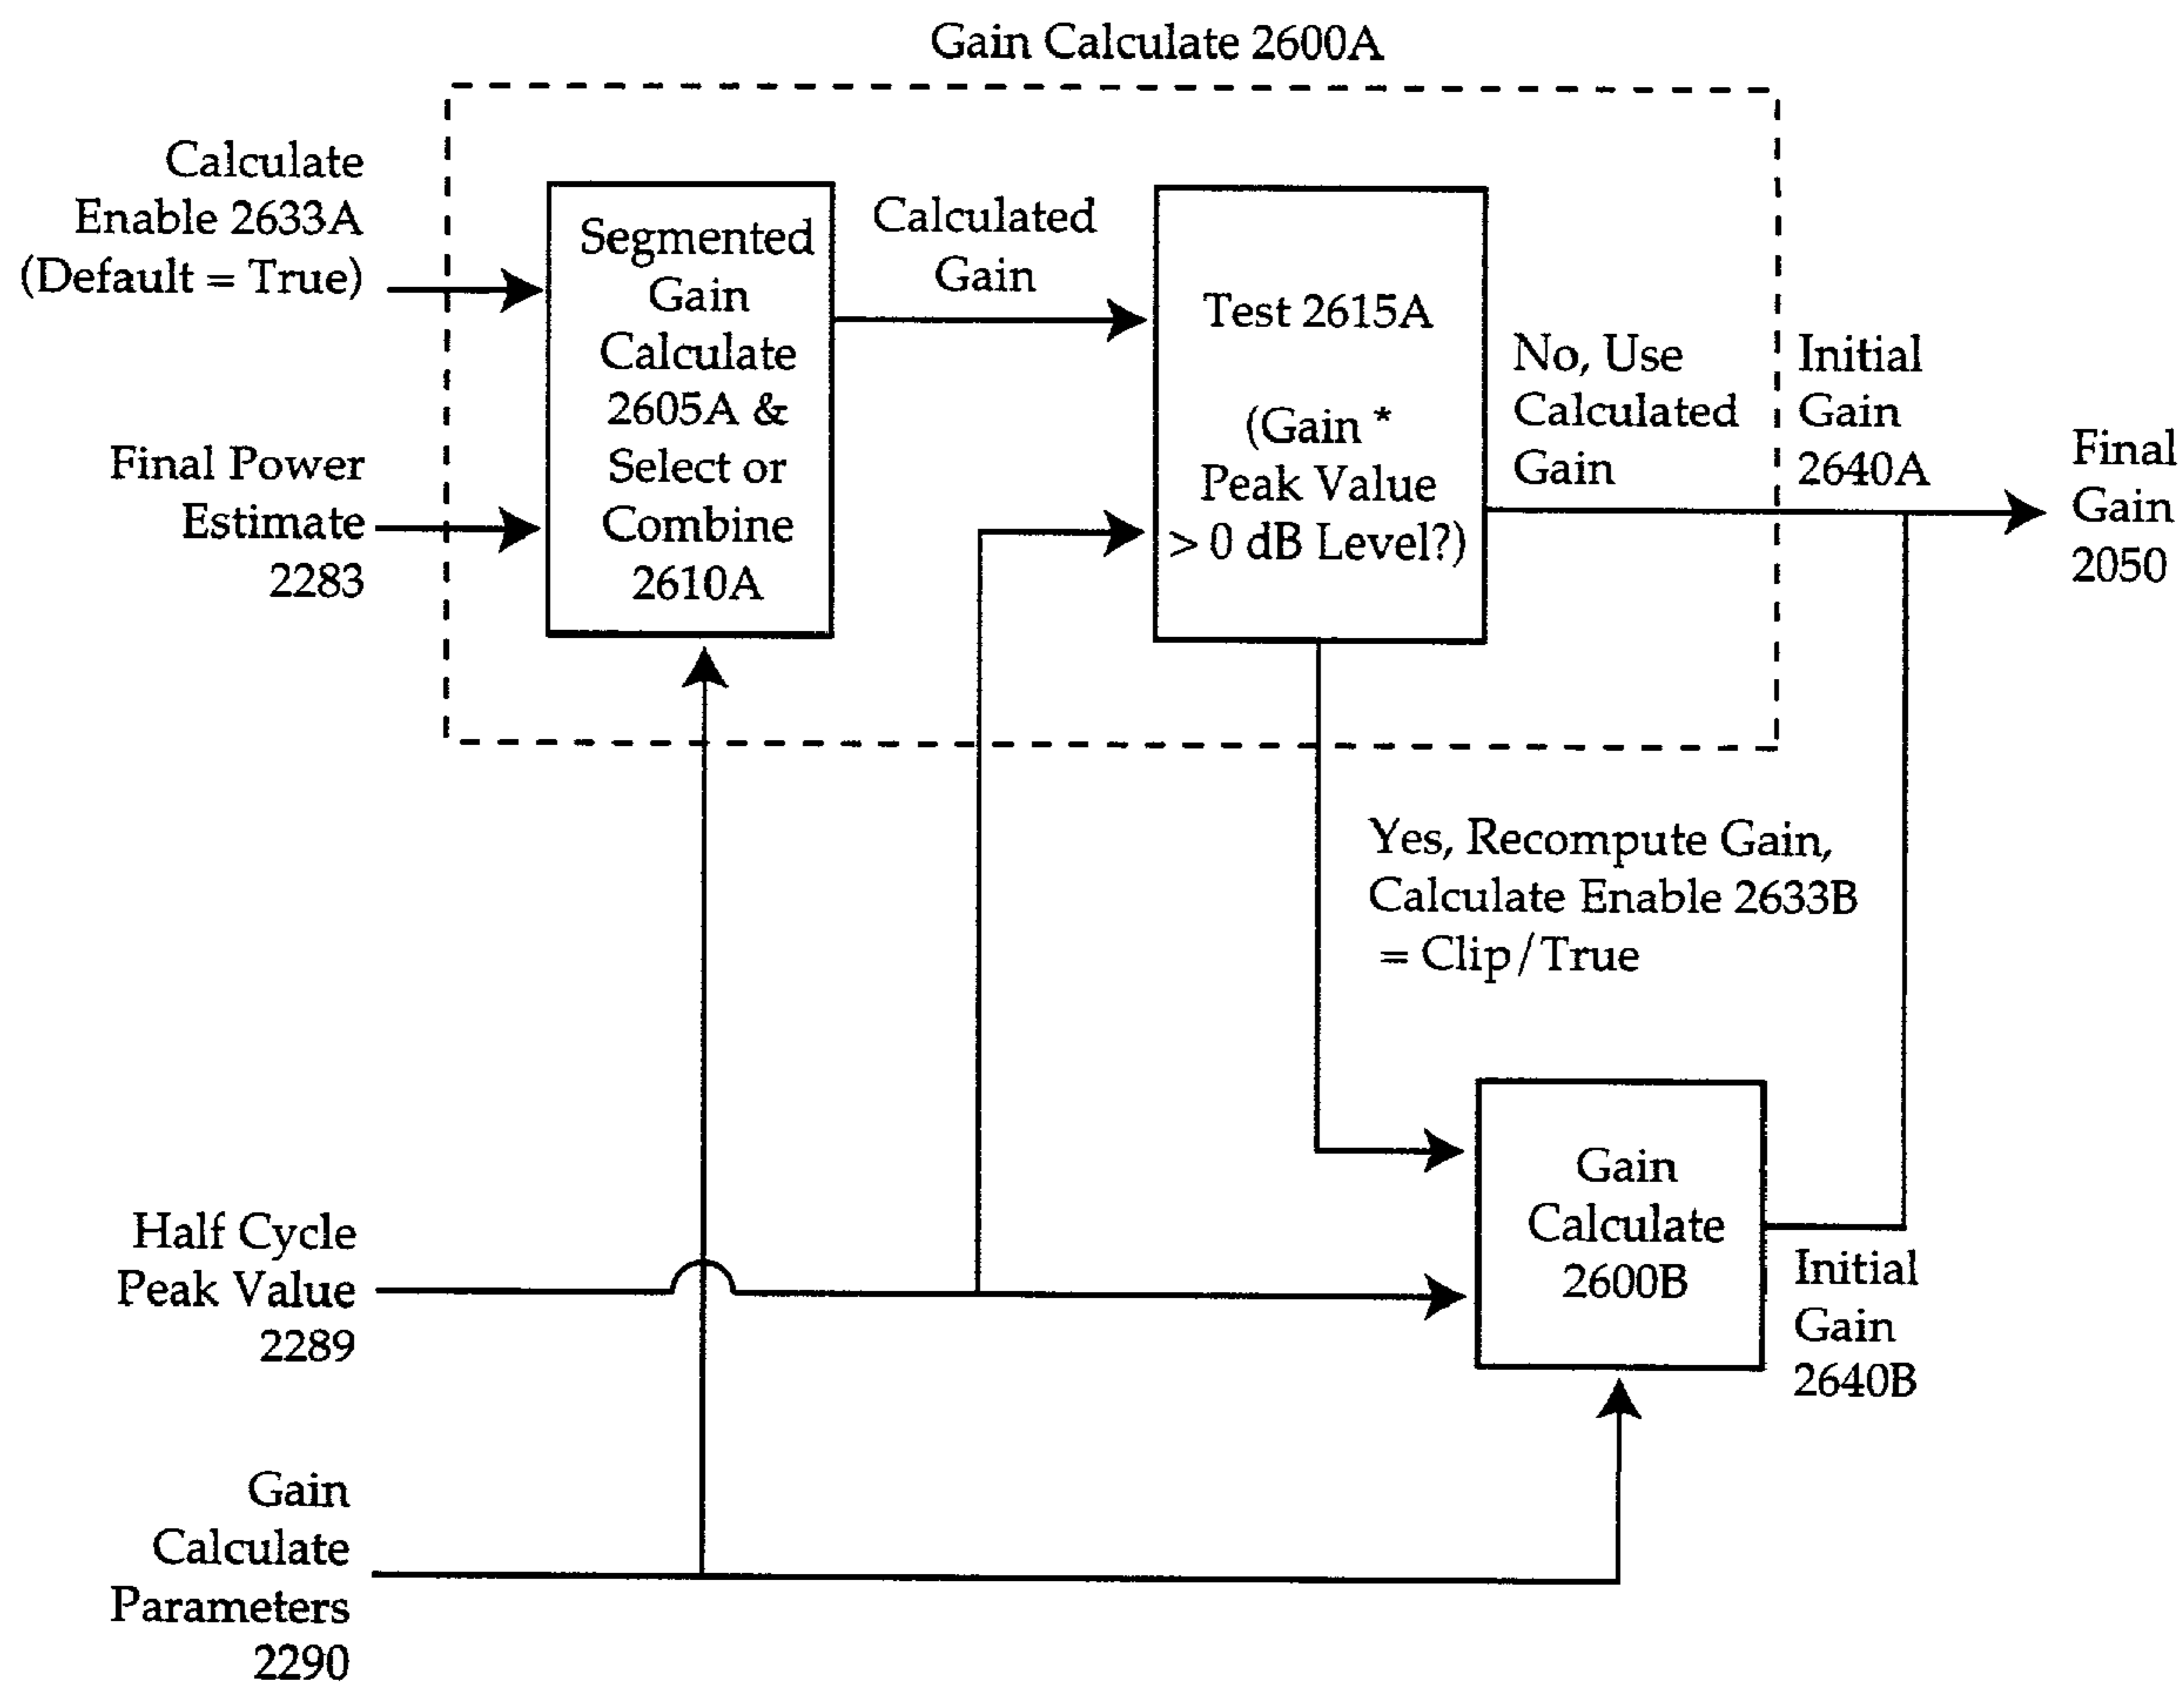 Gain Calculate 2600A
Calculate
Enable 2633A
(Default = True)
Final Power
Estimate
2283
Segmented
Gain
Calculate
2605A &
Select or
Combine
2610A
Calculated
Gain
Test 2615A
(Gain *
Peak Value
> 0 dB Level?)
No, Use
Calculated
Gain
Initial
Gain
2640A
Final
Gain
2050
Yes, Recompute Gain,
Calculate Enable 2633B
= Clip/True
Half Cycle
Peak Value
2289
Gain
Calculate
2600B
Initial
Gain
2640B
Gain
Calculate
Parameters
2290